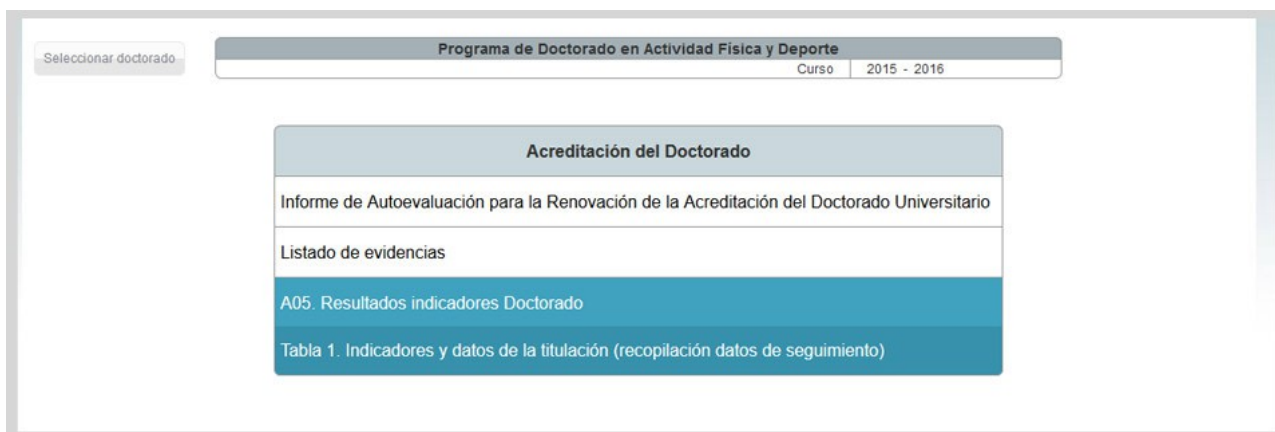 Seleccionar doctorado
Programa de Doctorado en Actividad Física y Deporte
Curso 2015 - 2016
Acreditación del Doctorado
Informe de Autoevaluación para la Renovación de la Acreditación del Doctorado Universitario
Listado de evidencias
A05. Resultados indicadores Doctorado
Tabla 1. Indicadores y datos de la titulación (recopilación datos de seguimiento)